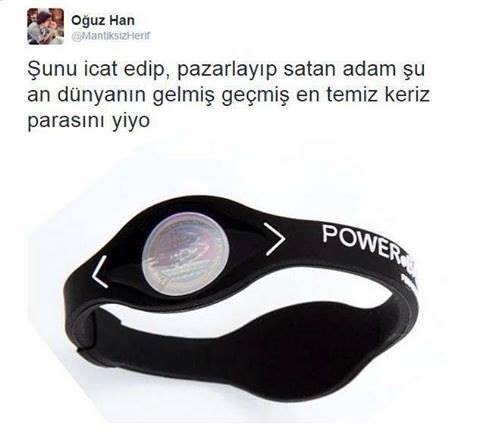 Oğuz Han
@MantiksizHerif
Şunu icat edip, pazarlayıp satan adam şu
an dünyanın gelmiş geçmiş en temiz keriz
parasını yiyo
POWER